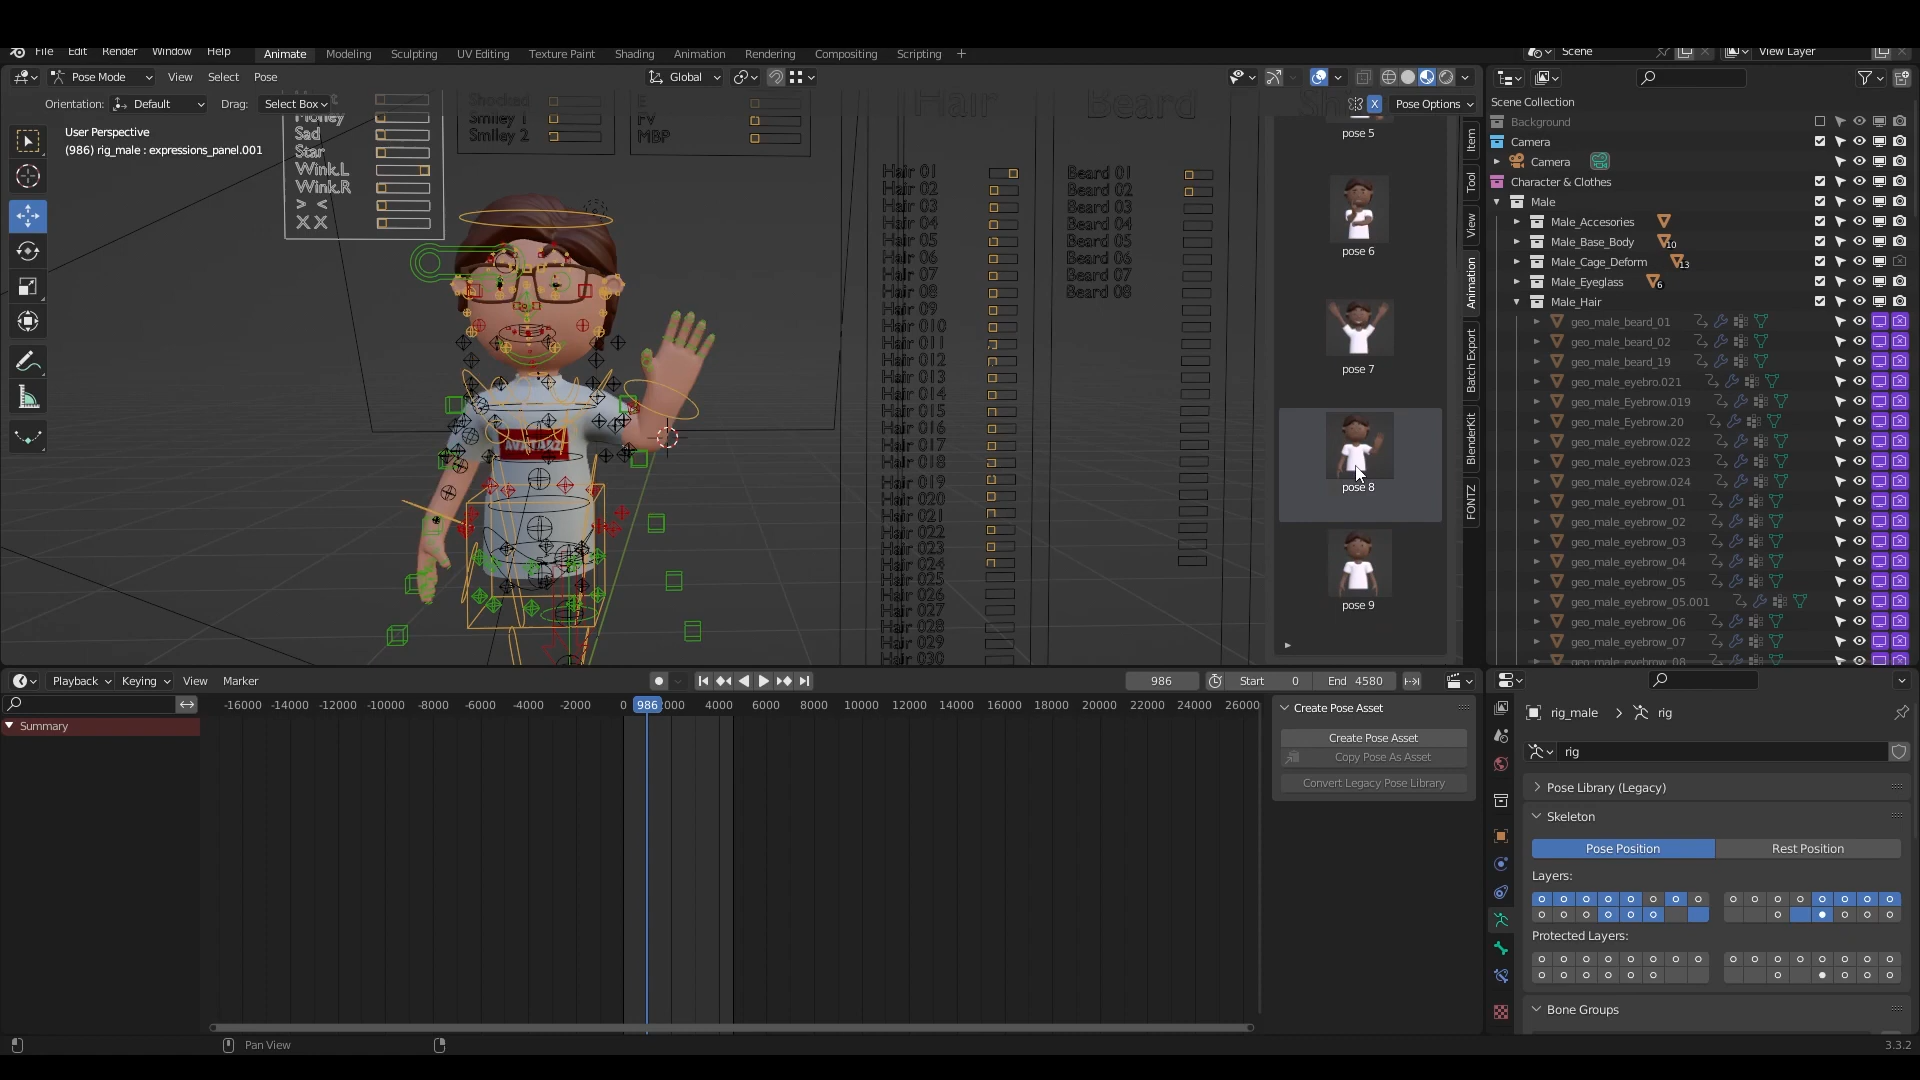 File Edit Render Window Help Animate Modeling Sculpting UV Editing Texture Paint Shading Animation Rendering Compositing Scripting + Scene View Layer
Pose Mode View Select Pose Global
Orientation: Default Drag: Select Box Pose Options
User Perspective
(986) rig_male : expressions_panel.001
Money
Sad
Star
Wink.L
Wink.R
> <
X X
Shocked
Smiley 1
Smiley 2
E
FV
MBP
Hair
Beard
Hair 01
Hair 02
Hair 03
Hair 04
Hair 05
Hair 06
Hair 07
Hair 08
Hair 09
Hair 010
Hair 011
Hair 012
Hair 013
Hair 014
Hair 015
Hair 016
Hair 017
Hair 018
Hair 019
Hair 020
Hair 021
Hair 022
Hair 023
Hair 024
Hair 025
Hair 026
Hair 027
Hair 028
Hair 029
Hair 030
Beard 01
Beard 02
Beard 03
Beard 04
Beard 05
Beard 06
Beard 07
Beard 08
pose 5
pose 6
pose 7
pose 8
pose 9
Item
Tool
View
Animation
Batch Export
BlenderKit
FONTZ
Scene Collection
Background
Camera
Camera
Character & Clothes
Male
Male_Accesories
Male_Base_Body 10
Male_Cage_Deform 13
Male_Eyeglass 6
Male_Hair
geo_male_beard_01
geo_male_beard_02
geo_male_beard_19
geo_male_eyebro.021
geo_male_Eyebrow.019
geo_male_Eyebrow.20
geo_male_eyebrow.022
geo_male_eyebrow.023
geo_male_eyebrow.024
geo_male_eyebrow_01
geo_male_eyebrow_02
geo_male_eyebrow_03
geo_male_eyebrow_04
geo_male_eyebrow_05
geo_male_eyebrow_05.001
geo_male_eyebrow_06
geo_male_eyebrow_07
geo_male_eyebrow_08
Playback Keying View Marker 986 Start 0 End 4580
-16000 -14000 -12000 -10000 -8000 -6000 -4000 -2000 0 986 2000 4000 6000 8000 10000 12000 14000 16000 18000 20000 22000 24000 26000
Summary
Create Pose Asset
Create Pose Asset
Copy Pose As Asset
Convert Legacy Pose Library
rig_male > rig
rig
Pose Library (Legacy)
Skeleton
Pose Position Rest Position
Layers:
Protected Layers:
Bone Groups
Pan View 3.3.2